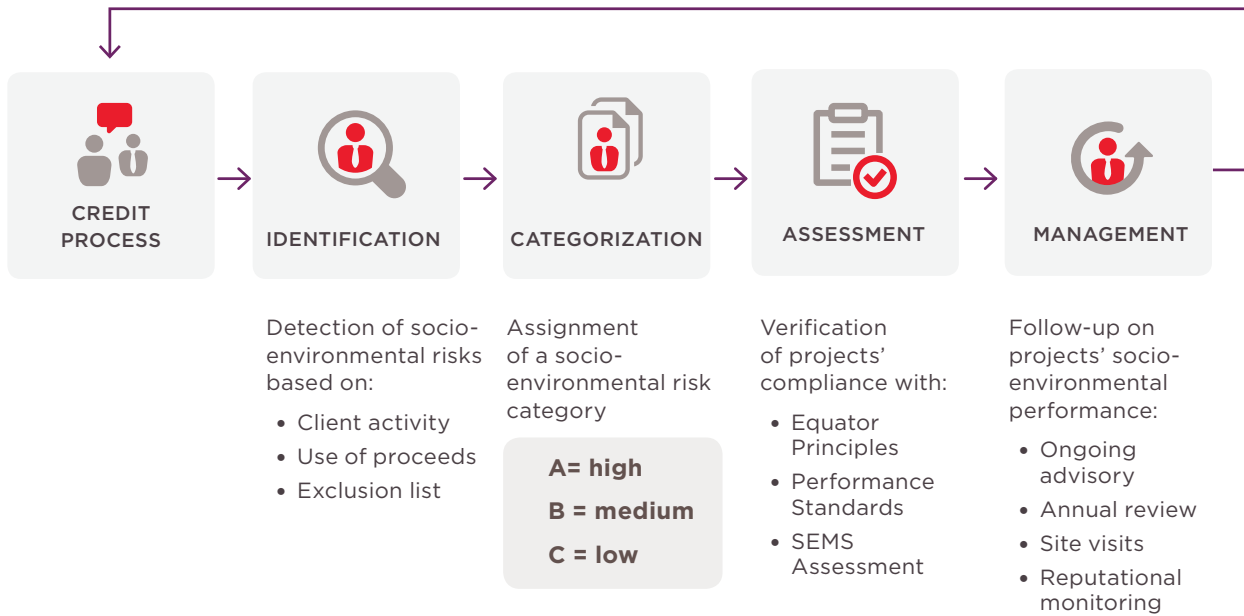 CREDIT
PROCESS
IDENTIFICATION
CATEGORIZATION
ASSESSMENT
MANAGEMENT
Detection of socio-
environmental risks
based on:
• Client activity
• Use of proceeds
• Exclusion list
Assignment
of a socio-
environmental risk
category
A= high
B = medium
C = low
Verification
of projects’
compliance with:
• Equator
Principles
• Performance
Standards
• SEMS
Assessment
Follow-up on
projects’ socio-
environmental
performance:
• Ongoing
advisory
• Annual review
• Site visits
• Reputational
monitoring